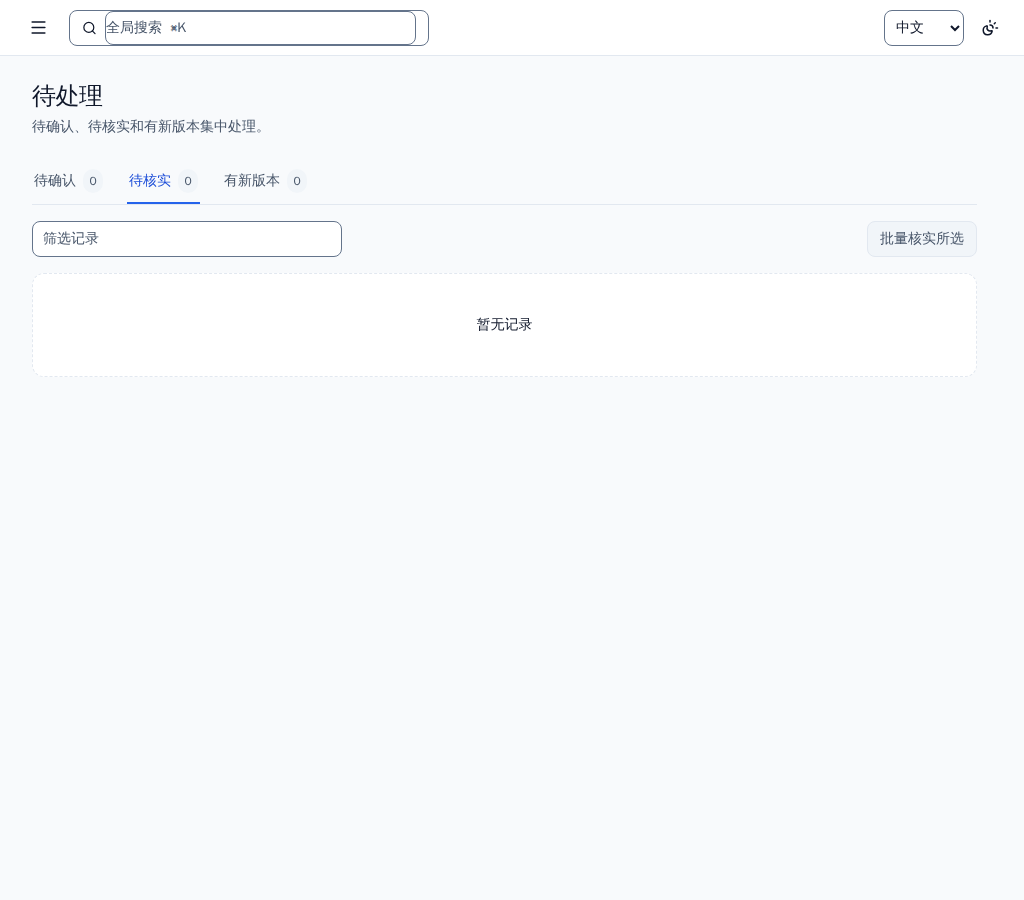 全局搜索 ⌘K
中文
待处理
待确认、待核实和有新版本集中处理。
待确认 0 待核实 0 有新版本 0
筛选记录 批量核实所选
暂无记录